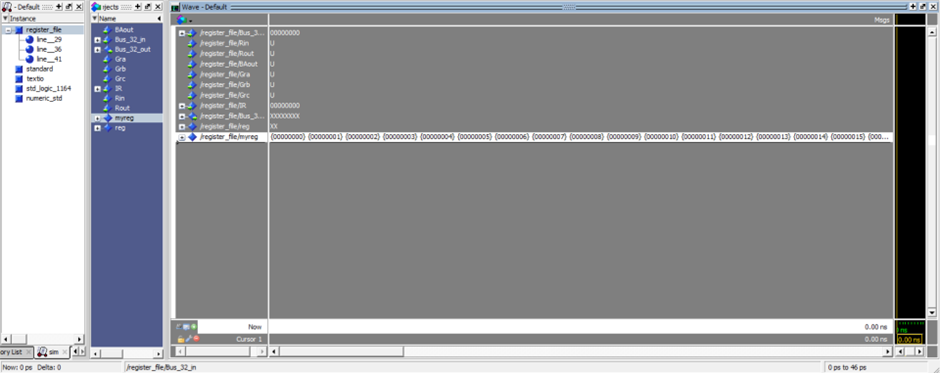 - Default
Instance
register_file
line__29
line__36
line__41
standard
textio
std_logic_1164
numeric_std
ory List
sim
Now: 0 ps Delta: 0
rjects
Name
BAout
Bus_32_in
Bus_32_out
Gra
Grb
Grc
IR
Rin
Rout
myreg
reg
Wave - Default
Msgs
/register_file/Bus_3... 00000000
/register_file/Rin U
/register_file/Rout U
/register_file/BAout U
/register_file/Gra U
/register_file/Grb U
/register_file/Grc U
/register_file/IR 00000000
/register_file/Bus_3... XXXXXXXX
/register_file/reg XX
/register_file/myreg {00000000} {00000001} {00000002} {00000003} {00000004} {00000005} {00000006} {00000007} {00000008} {00000009} {00000010} {00000011} {00000012} {00000013} {00000014} {00000015} {000...
Now 0.00 ns
Cursor 1 0.00 ns
ns
0.00 ns
/register_file/Bus_32_in
0 ps to 46 ps